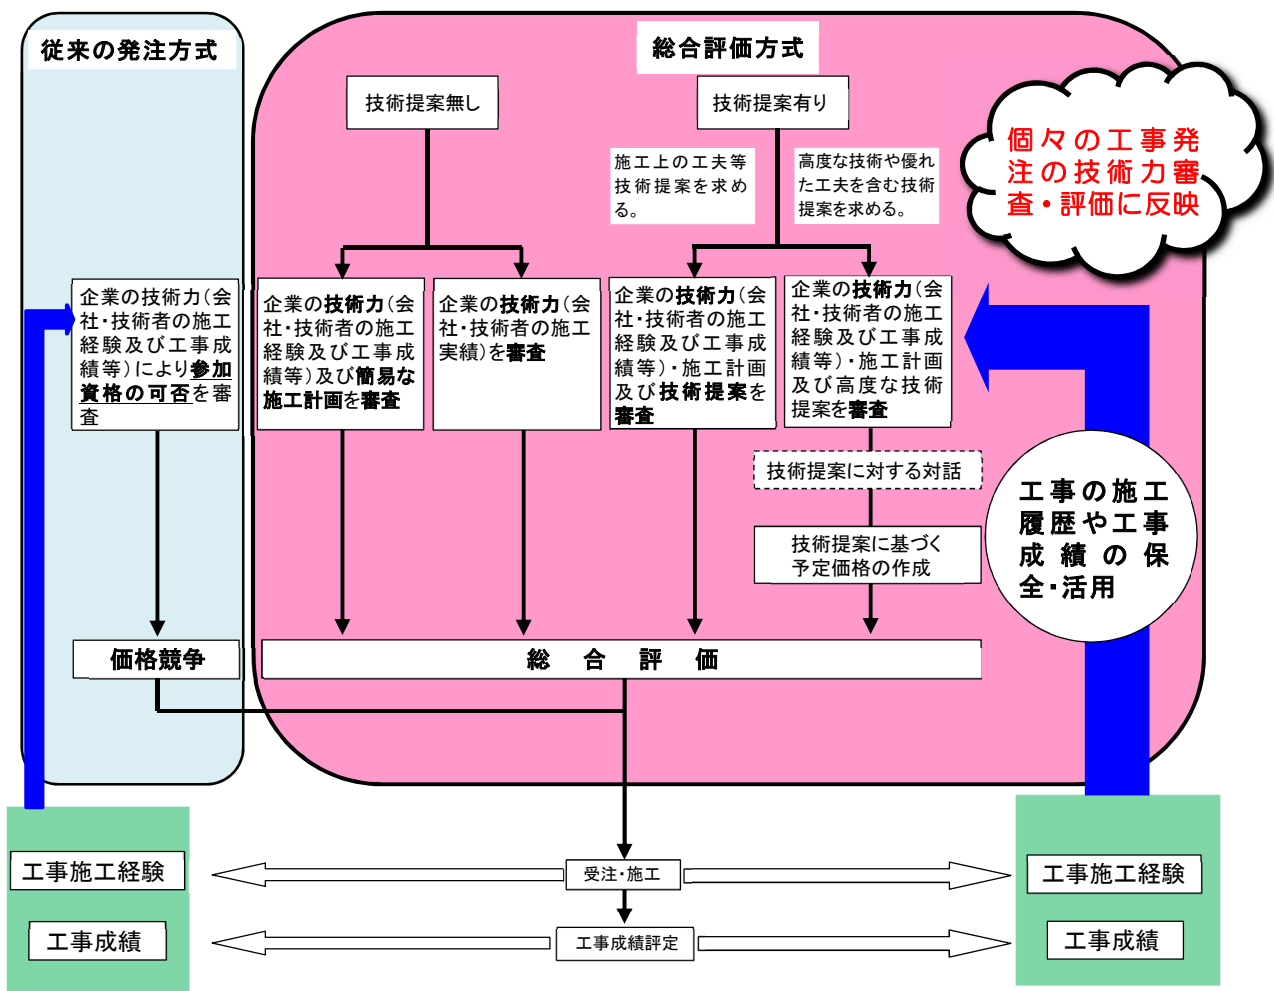 従来の発注方式
総合評価方式
技術提案無し
技術提案有り
施工上の工夫等
技術提案を求め
る。
高度な技術や優れ
た工夫を含む技術
提案を求める。
個々の工事発
注の技術力審
査・評価に反映
企業の技術力（会
社・技術者の施工
経験及び工事成
績等）により参加
資格の可否を審
査
企業の技術力（会
社・技術者の施工
経験及び工事成
績等）及び簡易な
施工計画を審査
企業の技術力（会
社・技術者の施工
実績）を審査
企業の技術力（会
社・技術者の施工
経験及び工事成
績等）・施工計画
及び技術提案を
審査
企業の技術力（会
社・技術者の施工
経験及び工事成
績等）・施工計画
及び高度な技術
提案を審査
技術提案に対する対話
技術提案に基づく
予定価格の作成
工事の施工
履歴や工事
成績の保
全・活用
価格競争
総合評価
工事施工経験
受注・施工
工事施工経験
工事成績
工事成績評定
工事成績